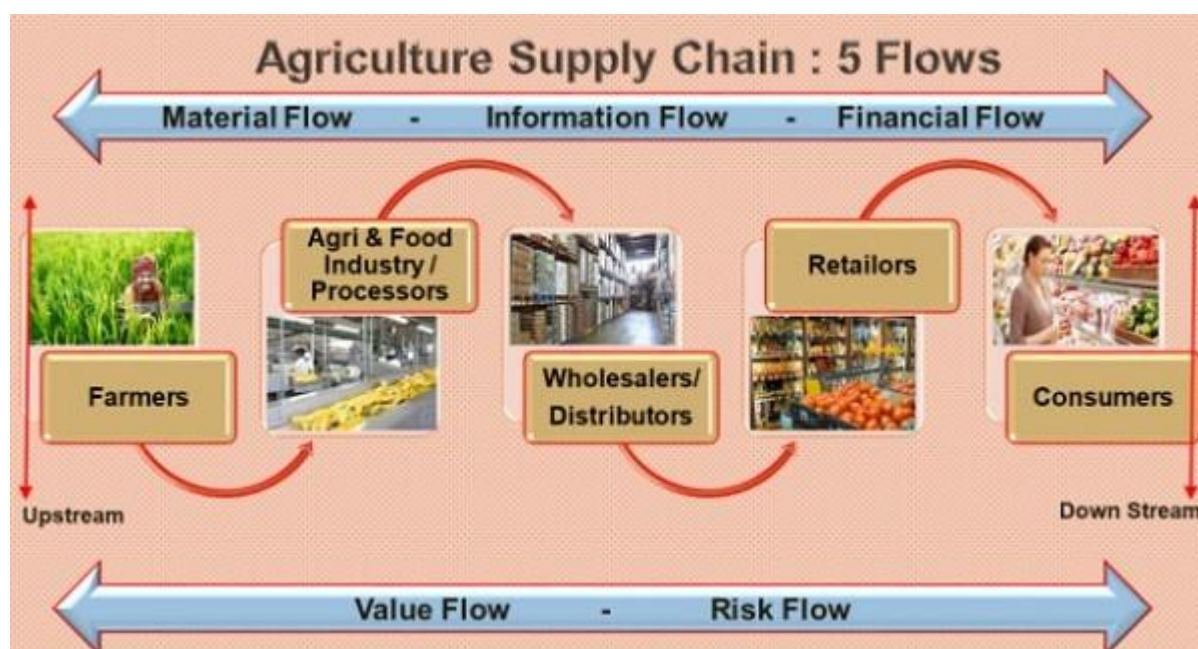 Agriculture Supply Chain : 5 Flows
Material Flow - Information Flow - Financial Flow
Agri & Food
Industry /
Processors
Retailors
Farmers
Wholesalers/
Distributors
Consumers
Upstream
Down Stream
Value Flow - Risk Flow